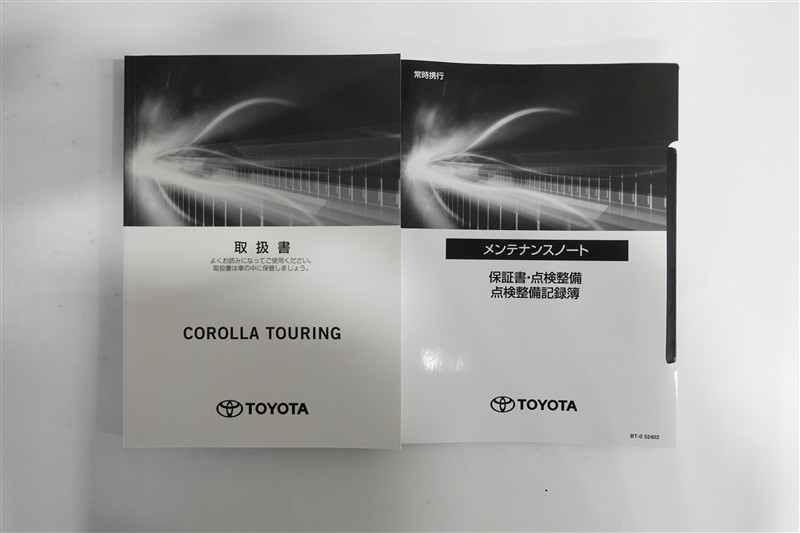 取扱書
よくお読みになってご使用ください。
取扱書は車の中に保管しましょう。
COROLLA TOURING
TOYOTA
常時携行
メンテナンスノート
保証書・点検整備
点検整備記録簿
TOYOTA
BT-0 52402